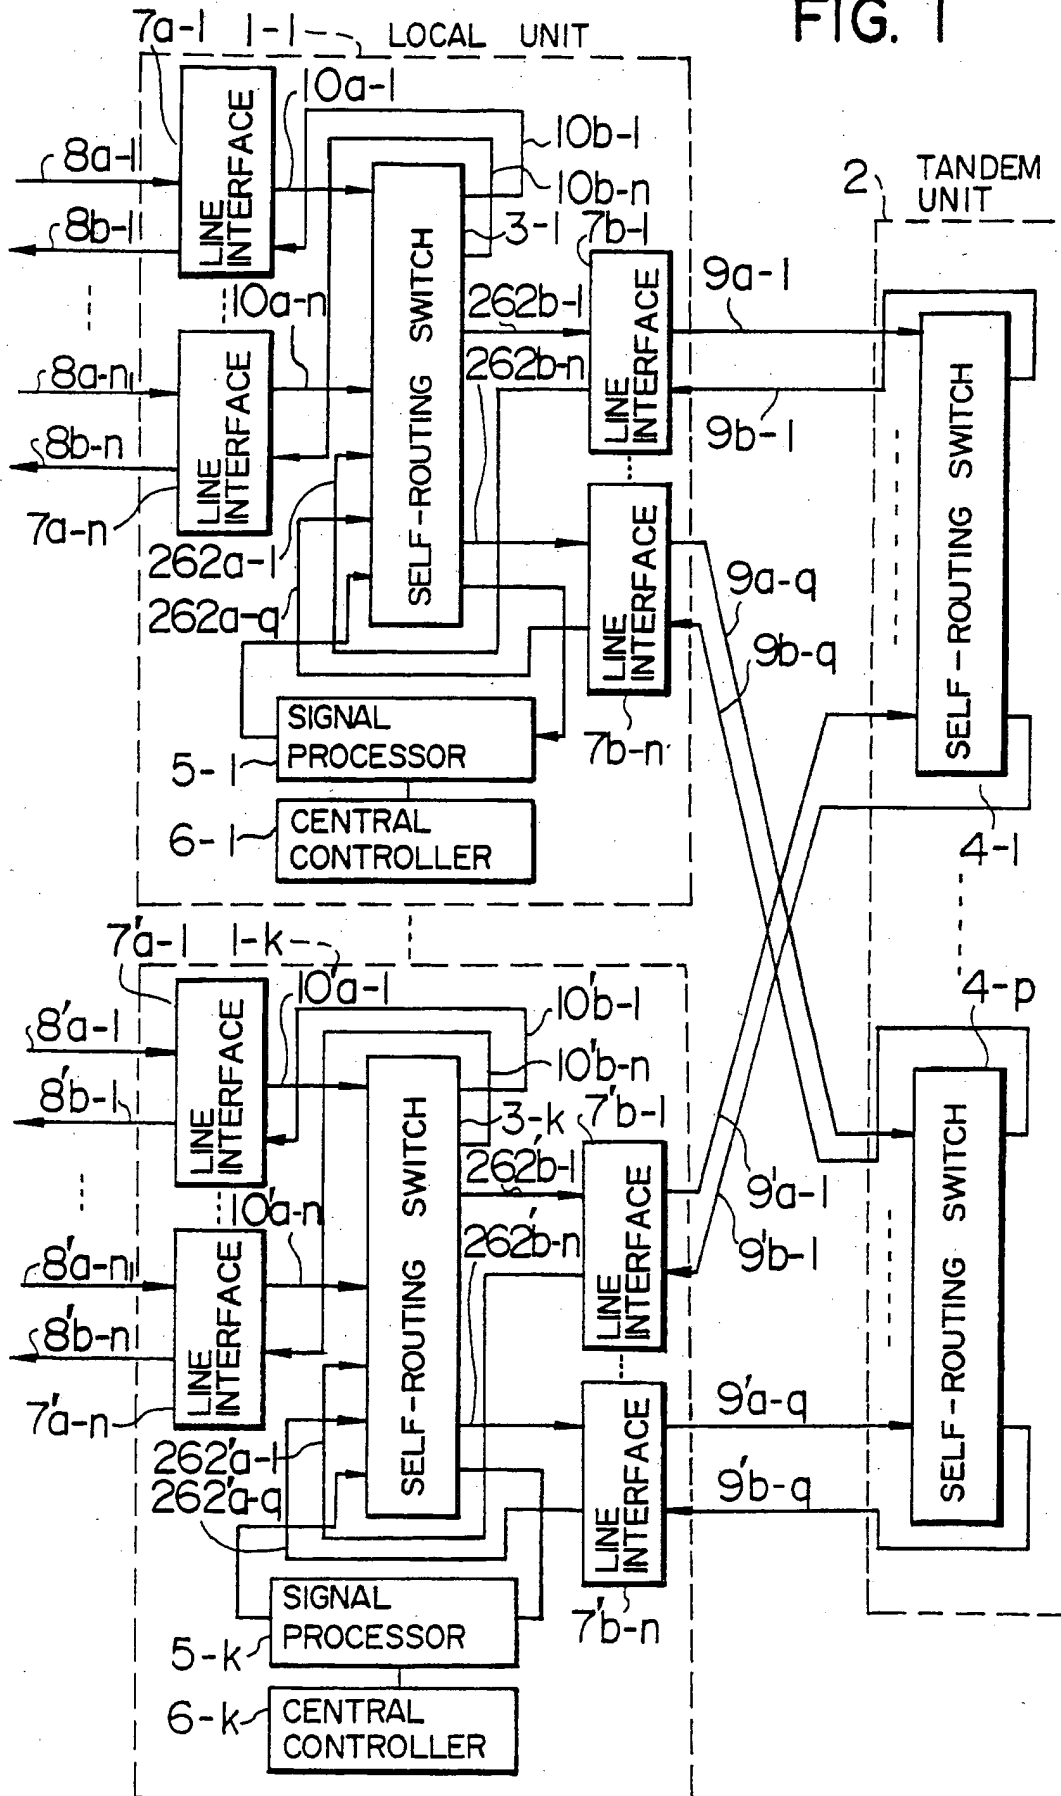 FIG. 1
7a-1
1-1
LOCAL UNIT
10a-1
10b-1
8a-1
LINE INTERFACE
10b-n
2
TANDEM UNIT
8b-1
3-1
7b-1
10a-n
SELF-ROUTING SWITCH
262b-1
LINE INTERFACE
9a-1
8a-n
LINE INTERFACE
262b-n
9b-1
SELF-ROUTING SWITCH
8b-n
7a-n
262a-1
LINE INTERFACE
9a-q
262a-q
9b-q
SIGNAL
PROCESSOR
7b-n
5-1
CENTRAL
CONTROLLER
6-1
4-1
7'a-1
1-k
10'a-1
10'b-1
4-p
8'a-1
LINE INTERFACE
10'b-n
8'b-1
3-k
7'b-1
SELF-ROUTING SWITCH
262'b-1
9'a-1
10'a-n
262'b-n
LINE INTERFACE
9'b-1
SELF-ROUTING SWITCH
8'a-n
LINE INTERFACE
8'b-n
7'a-n
9'a-q
262'a-1
LINE INTERFACE
9'b-q
262'a-q
SIGNAL
PROCESSOR
7'b-n
5-k
CENTRAL
CONTROLLER
6-k